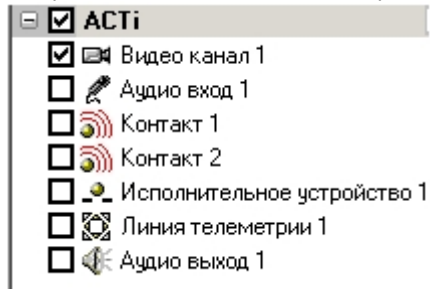 ACTi
Видео канал 1
Аудио вход 1
Контакт 1
Контакт 2
Исполнительное устройство 1
Линия телеметрии 1
Аудио выход 1